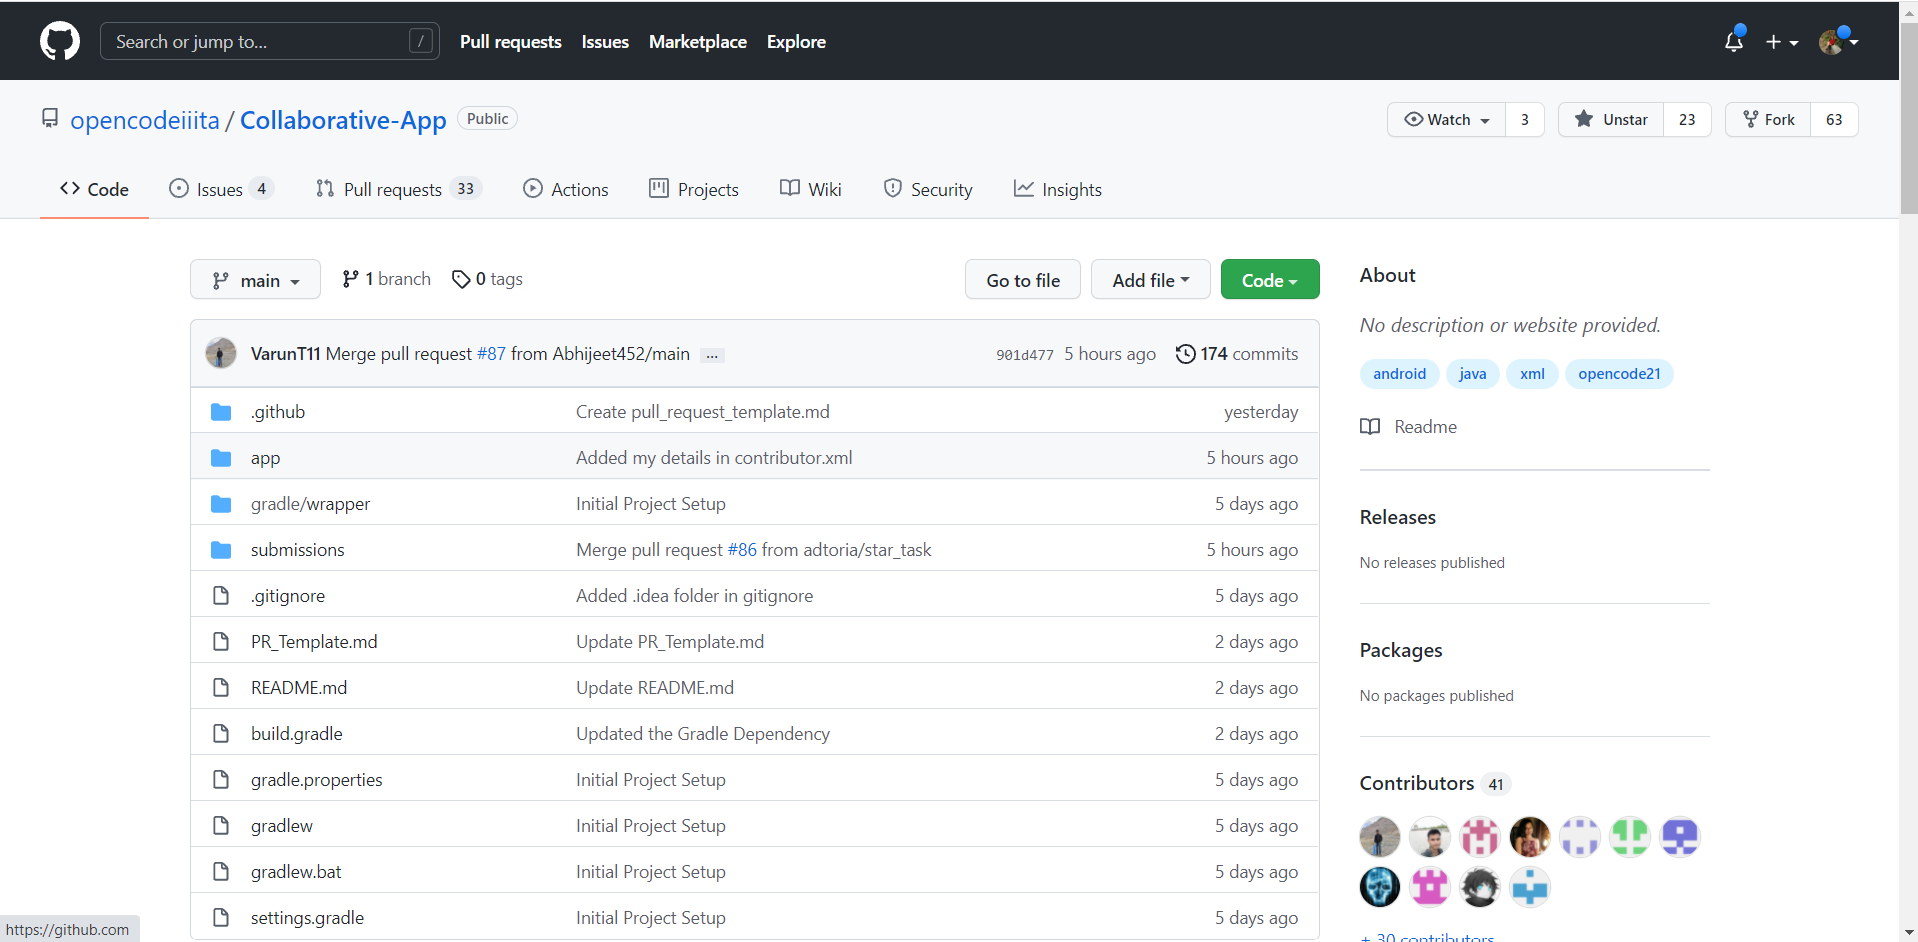 Search or jump to... /
Pull requests Issues Marketplace Explore
opencodeiiita / Collaborative-App Public
Watch 3 Unstar 23 Fork 63
Code Issues 4 Pull requests 33 Actions Projects Wiki Security Insights
main 1 branch 0 tags Go to file Add file Code
VarunT11 Merge pull request #87 from Abhijeet452/main ... 901d477 5 hours ago 174 commits
.github Create pull_request_template.md yesterday
app Added my details in contributor.xml 5 hours ago
gradle/wrapper Initial Project Setup 5 days ago
submissions Merge pull request #86 from adtoria/star_task 5 hours ago
.gitignore Added .idea folder in gitignore 5 days ago
PR_Template.md Update PR_Template.md 2 days ago
README.md Update README.md 2 days ago
build.gradle Updated the Gradle Dependency 2 days ago
gradle.properties Initial Project Setup 5 days ago
gradlew Initial Project Setup 5 days ago
gradlew.bat Initial Project Setup 5 days ago
settings.gradle Initial Project Setup 5 days ago
About
No description or website provided.
android java xml opencode21
Readme
Releases
No releases published
Packages
No packages published
Contributors 41
+ 30 contributors
https://github.com